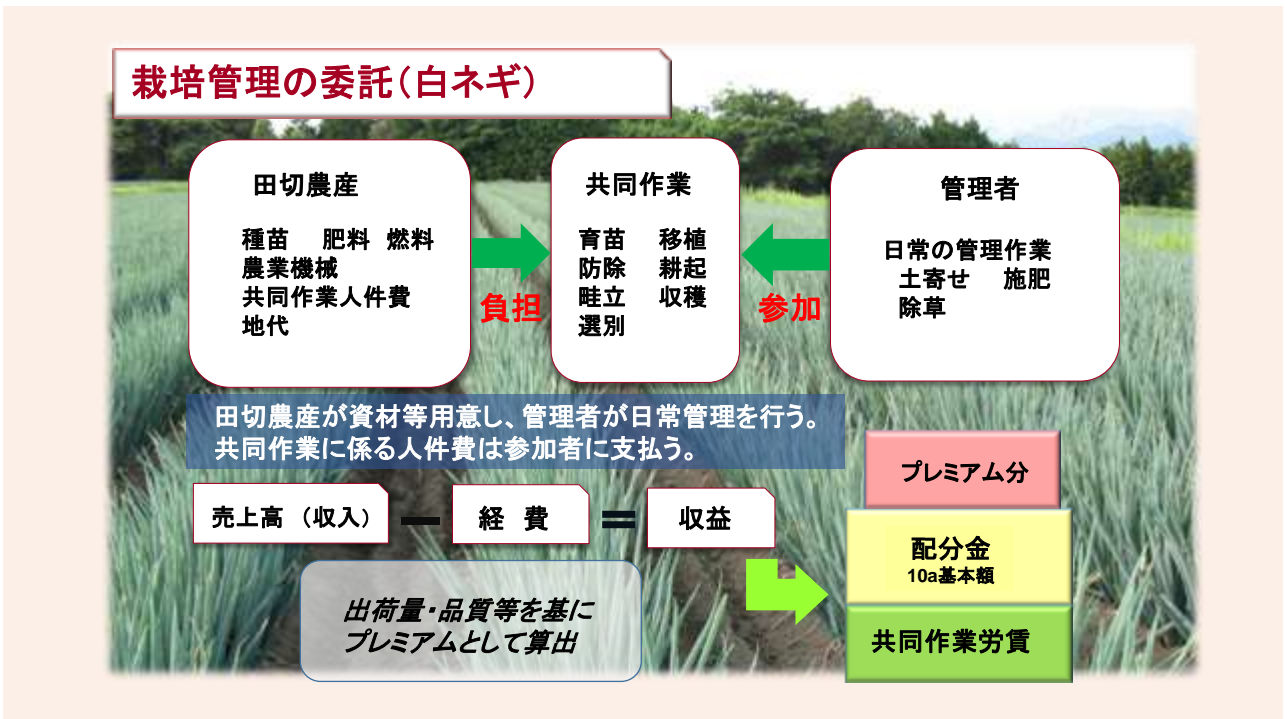 栽培管理の委託(白ネギ)
田切農産
種苗 肥料 燃料
農業機械
共同作業人件費
地代
負担
共同作業
育苗 移植
防除 耕起
畦立 収穫
選別
参加
管理者
日常の管理作業
土寄せ 施肥
除草
田切農産が資材等用意し、管理者が日常管理を行う。
共同作業に係る人件費は参加者に支払う。
売上高 (収入) ー 経 費 = 収益
出荷量・品質等を基に
プレミアムとして算出
プレミアム分
配分金
10a基本額
共同作業労賃